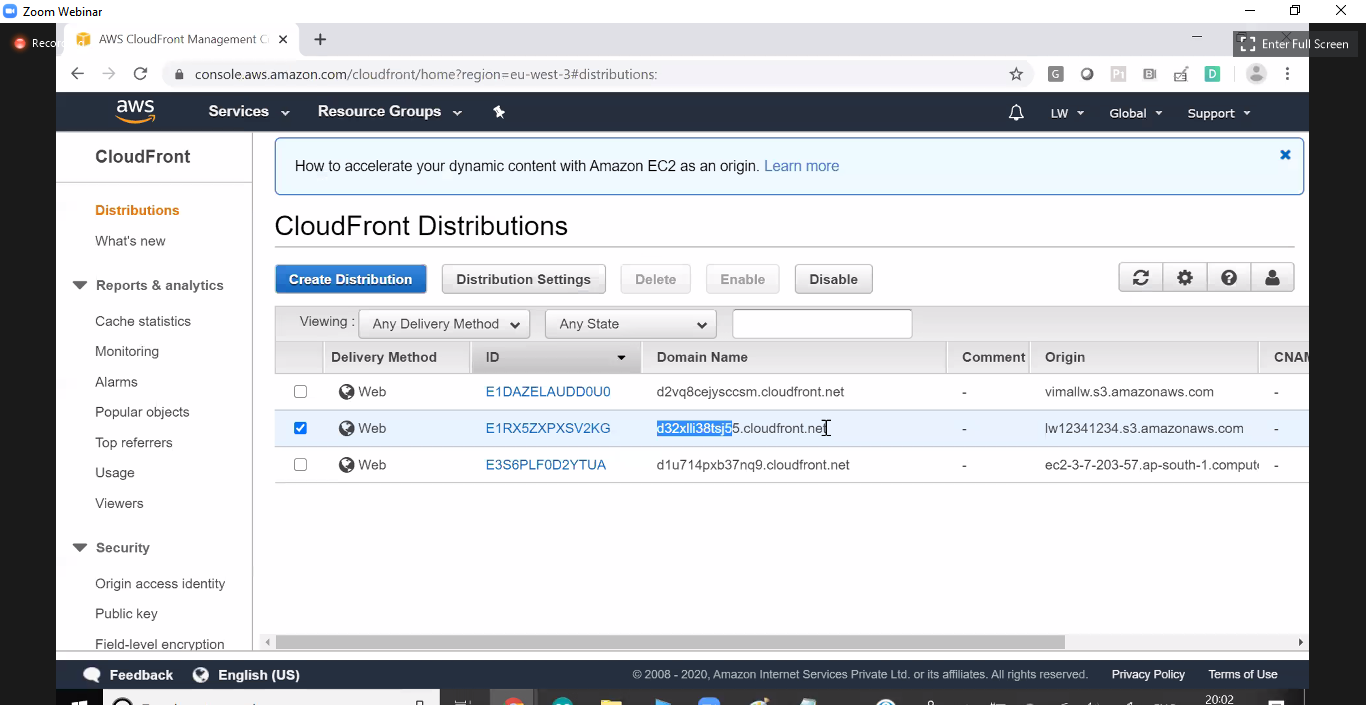 Zoom Webinar
Recor
AWS CloudFront Management C
Enter Full Screen
console.aws.amazon.com/cloudfront/home?region=eu-west-3#distributions:
aws
Services
Resource Groups
LW
Global
Support
CloudFront
How to accelerate your dynamic content with Amazon EC2 as an origin. Learn more
CloudFront Distributions
Distributions
What's new
Create Distribution
Distribution Settings
Delete
Enable
Disable
Reports & analytics
Viewing :
Any Delivery Method
Any State
Cache statistics
Monitoring
Alarms
Popular objects
Top referrers
Usage
Viewers
Delivery Method ID Domain Name Comment Origin CNAM
Web E1DAZELAUDD0U0 d2vq8cejysccsm.cloudfront.net - vimallw.s3.amazonaws.com -
Web E1RX5ZXPXSV2KG d32xlli38tsj55.cloudfront.net - lw12341234.s3.amazonaws.com -
Web E3S6PLF0D2YTUA d1u714pxb37nq9.cloudfront.net - ec2-3-7-203-57.ap-south-1.comput -
Security
Origin access identity
Public key
Field-level encryption
Feedback
English (US)
© 2008 - 2020, Amazon Internet Services Private Ltd. or its affiliates. All rights reserved.
Privacy Policy
Terms of Use
20:02